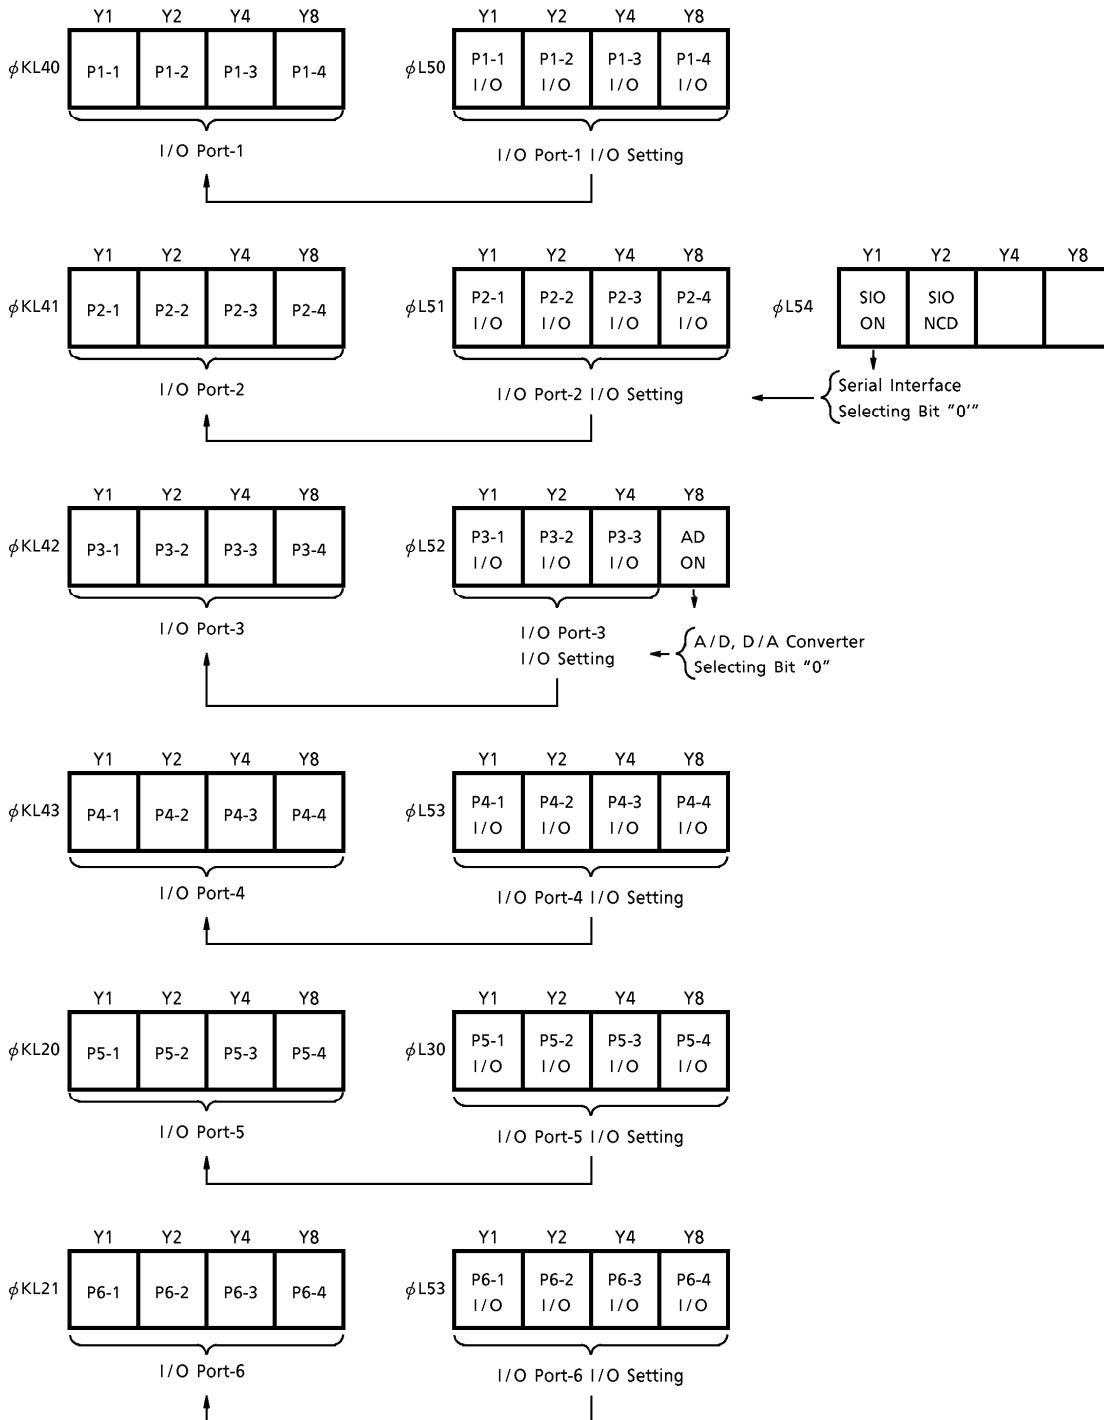 Y1 Y2 Y4 Y8 Y1 Y2 Y4 Y8
φKL40 P1-1 P1-2 P1-3 P1-4 φL50 P1-1 I/O P1-2 I/O P1-3 I/O P1-4 I/O
I/O Port-1 I/O Port-1 I/O Setting
Y1 Y2 Y4 Y8 Y1 Y2 Y4 Y8 Y1 Y2 Y4 Y8
φKL41 P2-1 P2-2 P2-3 P2-4 φL51 P2-1 I/O P2-2 I/O P2-3 I/O P2-4 I/O φL54 SIO ON SIO NCD
I/O Port-2 I/O Port-2 I/O Setting Serial Interface
Selecting Bit "0'"
Y1 Y2 Y4 Y8 Y1 Y2 Y4 Y8
φKL42 P3-1 P3-2 P3-3 P3-4 φL52 P3-1 I/O P3-2 I/O P3-3 I/O AD ON
I/O Port-3 I/O Port-3 A/D, D/A Converter
I/O Setting Selecting Bit "0"
Y1 Y2 Y4 Y8 Y1 Y2 Y4 Y8
φKL43 P4-1 P4-2 P4-3 P4-4 φL53 P4-1 I/O P4-2 I/O P4-3 I/O P4-4 I/O
I/O Port-4 I/O Port-4 I/O Setting
Y1 Y2 Y4 Y8 Y1 Y2 Y4 Y8
φKL20 P5-1 P5-2 P5-3 P5-4 φL30 P5-1 I/O P5-2 I/O P5-3 I/O P5-4 I/O
I/O Port-5 I/O Port-5 I/O Setting
Y1 Y2 Y4 Y8 Y1 Y2 Y4 Y8
φKL21 P6-1 P6-2 P6-3 P6-4 φL53 P6-1 I/O P6-2 I/O P6-3 I/O P6-4 I/O
I/O Port-6 I/O Port-6 I/O Setting